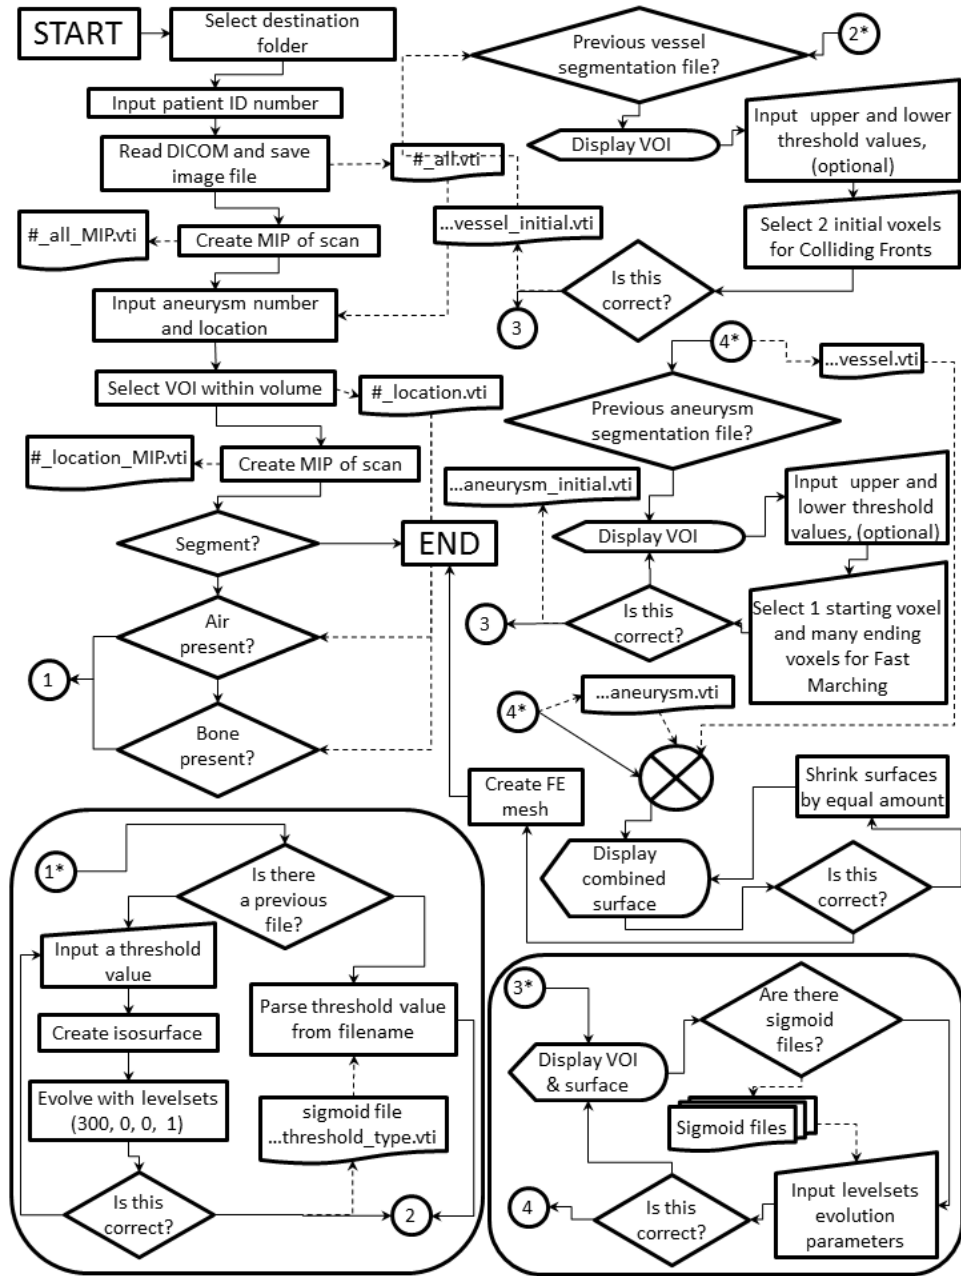 START
Select destination
folder
Input patient ID number
Read DICOM and save
image file
#_all.vti
#_all_MIP.vti
Create MIP of scan
Input aneurysm number
and location
Select VOI within volume
#_location.vti
#_location_MIP.vti
Create MIP of scan
Segment?
END
Air
present?
1
Bone
present?
Previous vessel
segmentation file?
2*
Display VOI
Input upper and lower
threshold values,
(optional)
Select 2 initial voxels
for Colliding Fronts
...vessel_initial.vti
Is this
correct?
3
4*
...vessel.vti
Previous aneurysm
segmentation file?
...aneurysm_initial.vti
Input upper and
lower threshold
values, (optional)
Display VOI
Select 1 starting voxel
and many ending
voxels for Fast
Marching
Is this
correct?
3
4*
...aneurysm.vti
Create FE
mesh
Shrink surfaces
by equal amount
Display
combined
surface
Is this
correct?
1*
Is there
a previous
file?
Input a threshold
value
Create isosurface
Parse threshold value
from filename
Evolve with levelsets
(300, 0, 0, 1)
sigmoid file
...threshold_type.vti
Is this
correct?
2
3*
Are there
sigmoid
files?
Display VOI
& surface
Sigmoid files
Input levelsets
evolution
parameters
Is this
correct?
4